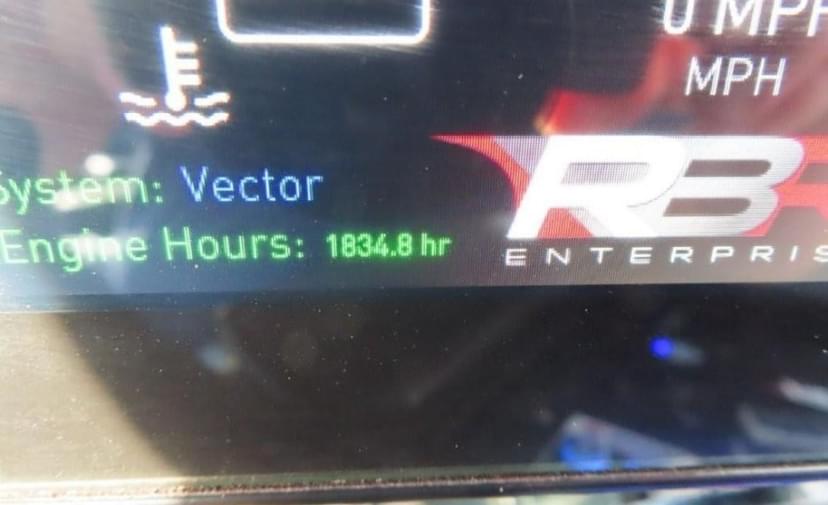 0 MPH
MPH
System: Vector
Engine Hours: 1834.8 hr
RBR
ENTERPRIS